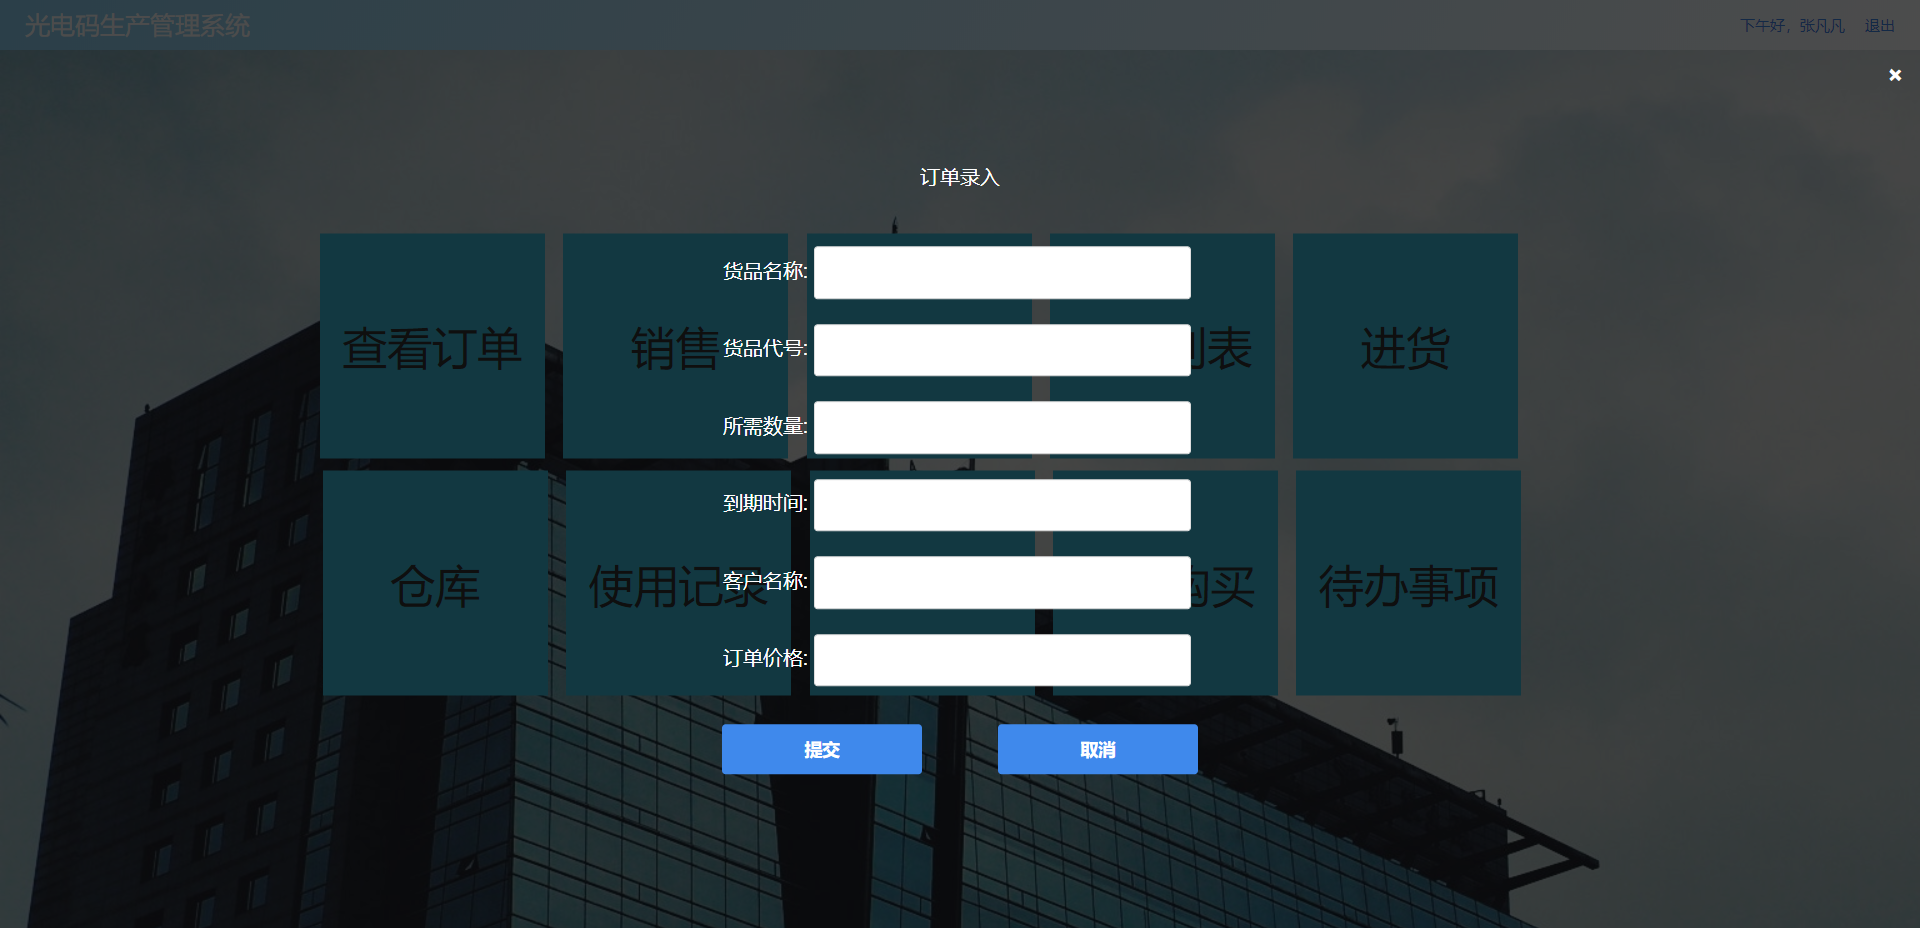 光电码生产管理系统
下午好，张凡凡 退出
×
订单录入
货品名称:
查看订单
销售
货品代号:
列表
进货
所需数量:
到期时间:
仓库
使用记录
客户名称:
购买
待办事项
订单价格:
提交
取消